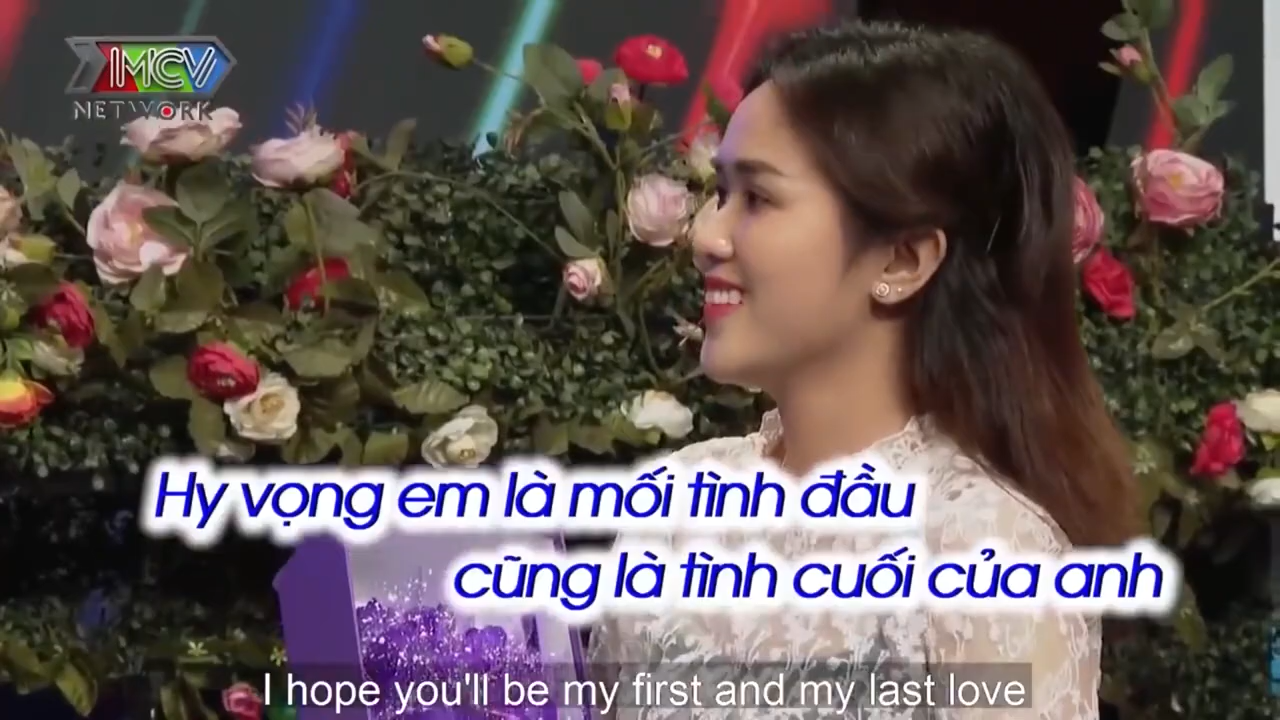 MCV
NETWORK
Hy vọng em là mối tình đầu
cũng là tình cuối của anh
I hope you'll be my first and my last love